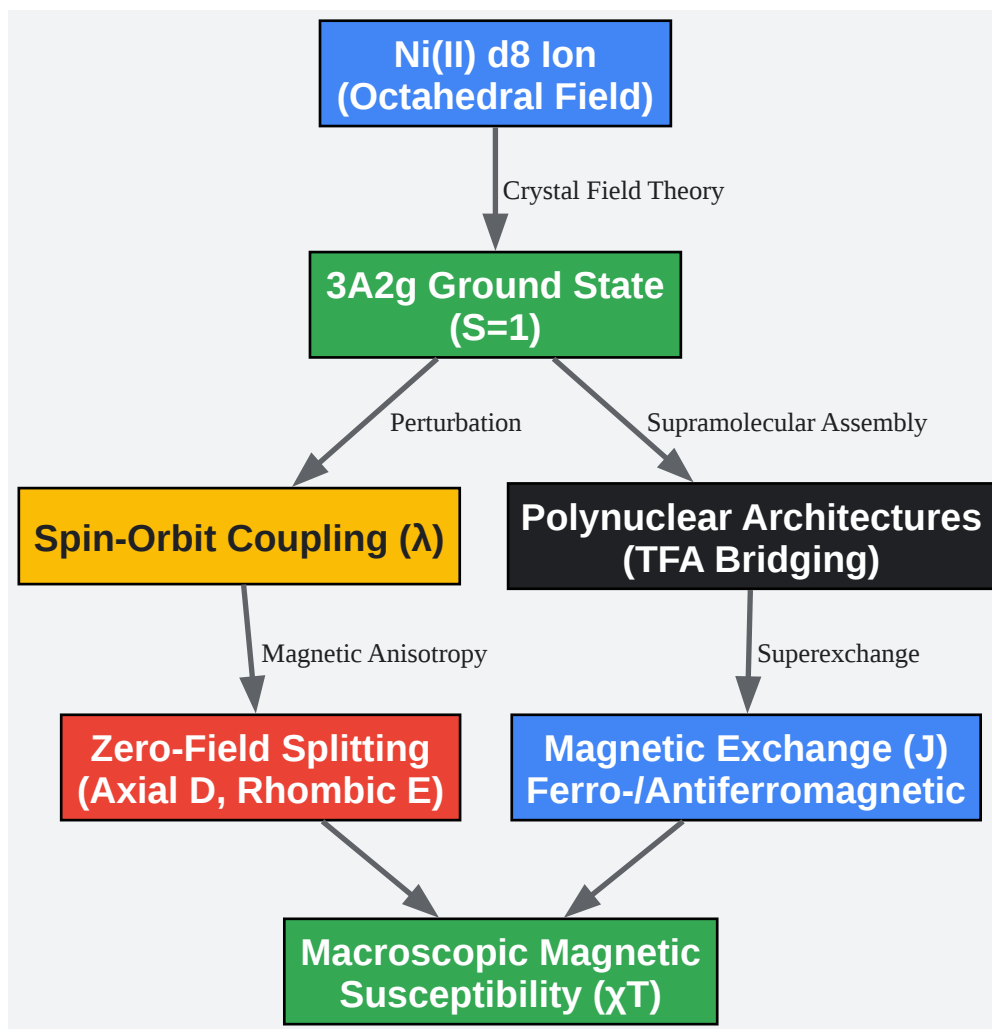 Ni(II) d8 Ion
(Octahedral Field)
Crystal Field Theory
3A2g Ground State
(S=1)
Perturbation
Supramolecular Assembly
Spin-Orbit Coupling (λ)
Polynuclear Architectures
(TFA Bridging)
Magnetic Anisotropy
Superexchange
Zero-Field Splitting
(Axial D, Rhombic E)
Magnetic Exchange (J)
Ferro-/Antiferromagnetic
Macroscopic Magnetic
Susceptibility (χT)